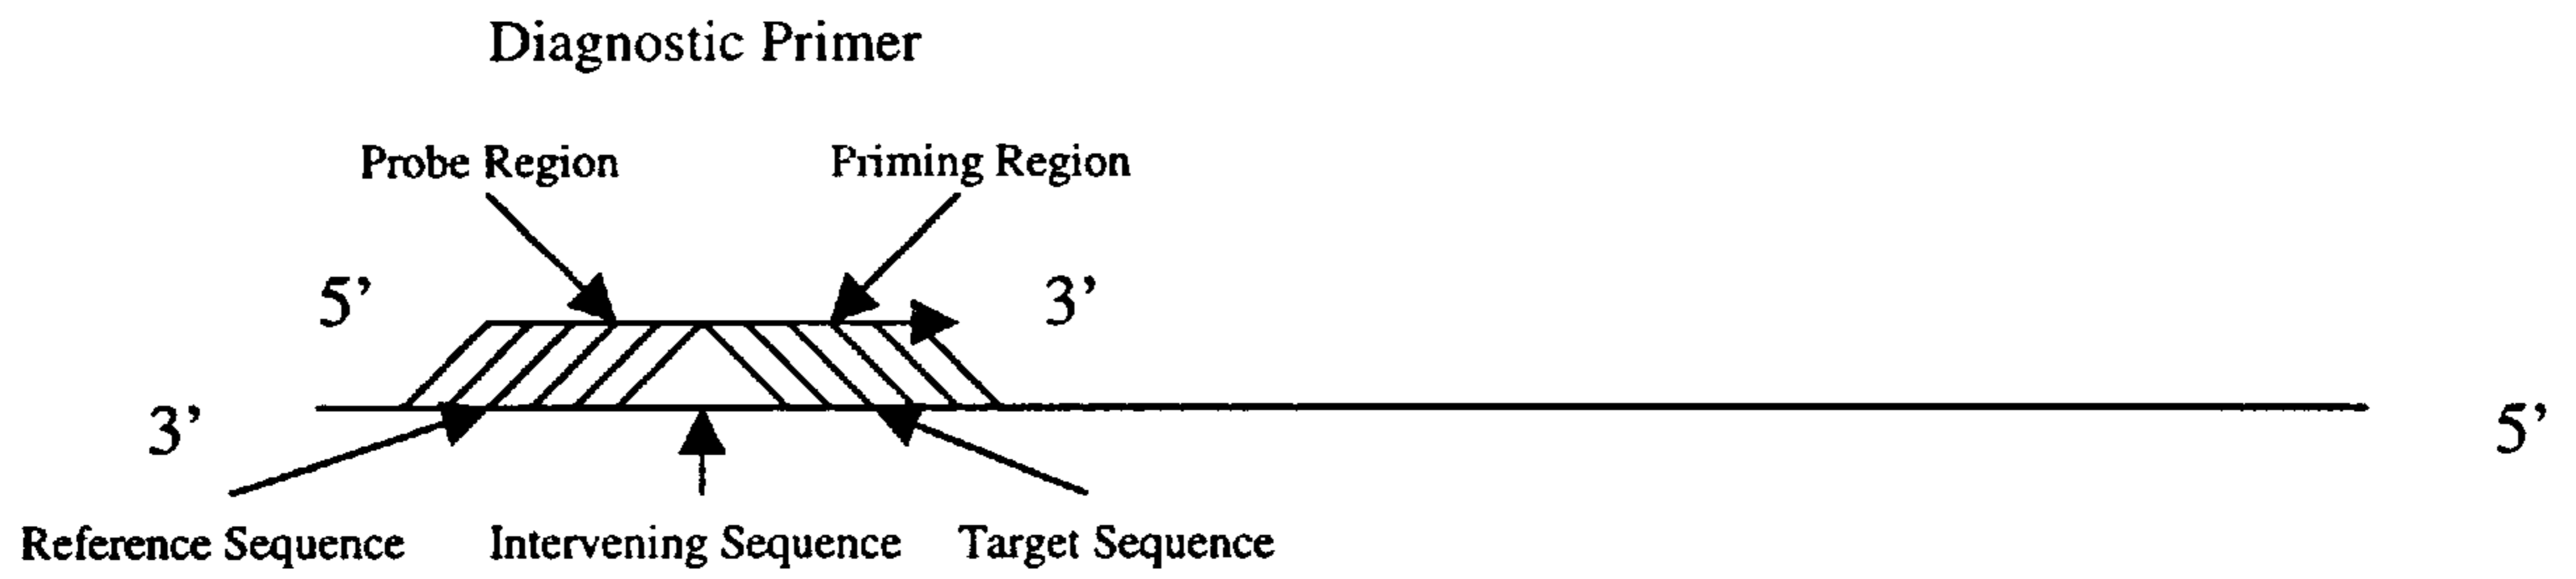 Diagnostic Primer
Probe Region Priming Region
5’ 3’
3’ 5’
Reference Sequence Intervening Sequence Target Sequence